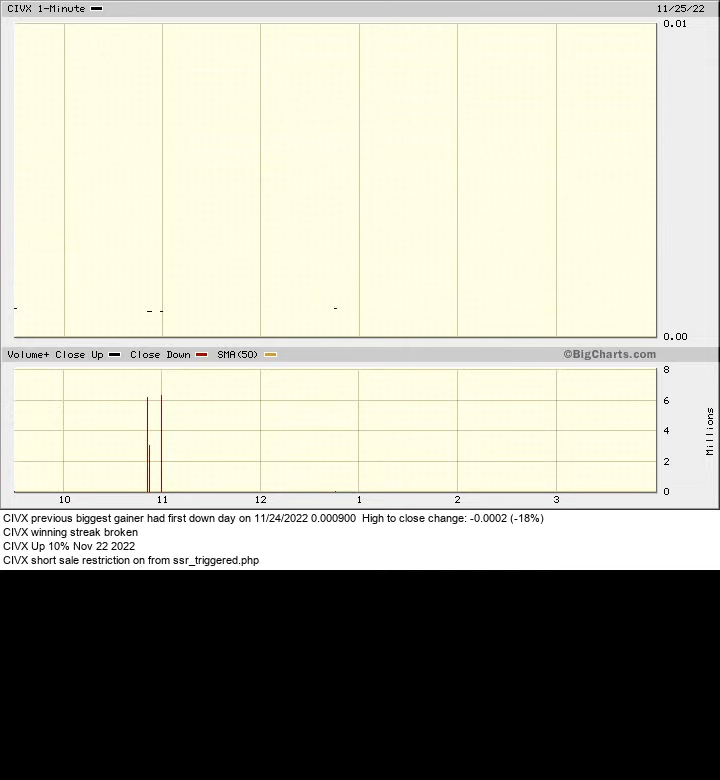 CIVX 1-Minute 11/25/22
0.01
0.00
Volume+ Close Up Close Down SMA(50) ©BigCharts.com
8
6
4
2
0
Millions
10 11 12 1 2 3
CIVX previous biggest gainer had first down day on 11/24/2022 0.000900 High to close change: -0.0002 (-18%)
CIVX winning streak broken
CIVX Up 10% Nov 22 2022
CIVX short sale restriction on from ssr_triggered.php